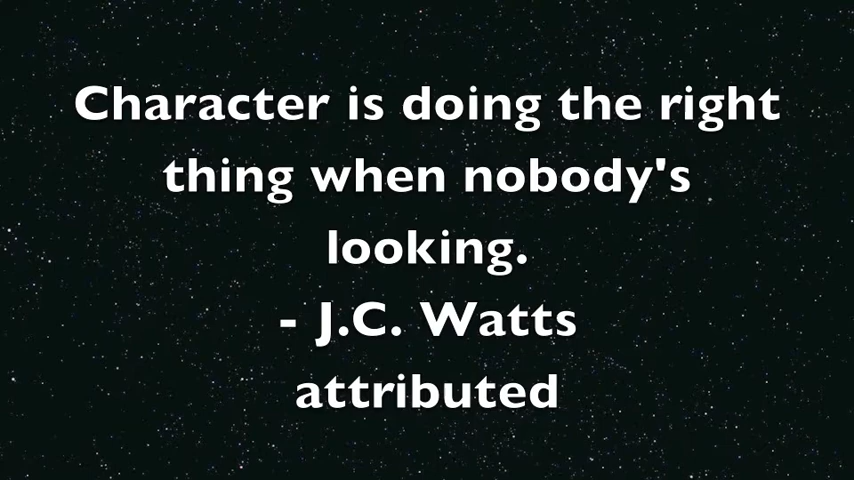 Character is doing the right
thing when nobody's
looking.
- J.C. Watts
attributed